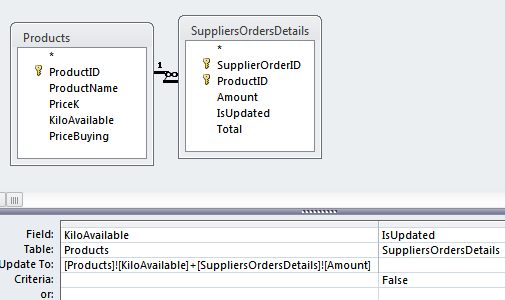 Products
*
ProductID
ProductName
PriceK
KiloAvailable
PriceBuying
1
∞
SuppliersOrdersDetails
*
SupplierOrderID
ProductID
Amount
IsUpdated
Total
Field: KiloAvailable IsUpdated
Table: Products SuppliersOrdersDetails
Update To: [Products]![KiloAvailable]+[SuppliersOrdersDetails]![Amount]
Criteria: False
or: